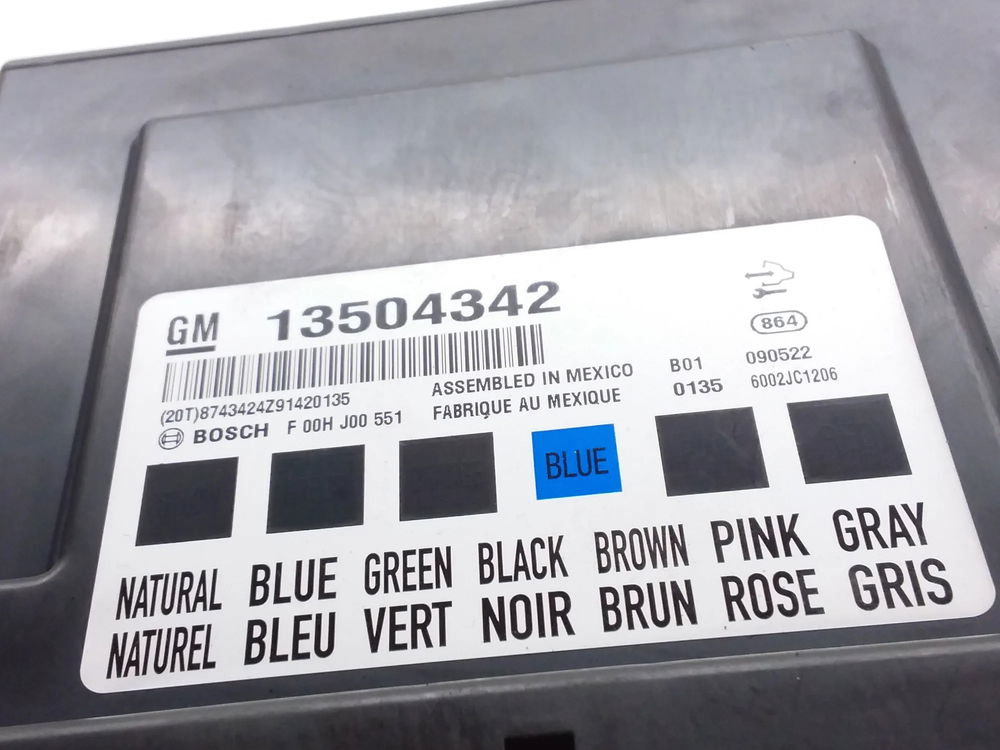 GM 13504342
864
(20T)8743424Z91420135
ASSEMBLED IN MEXICO
FABRIQUE AU MEXIQUE
B01
0135
090522
6002JC1206
BOSCH F 00H J00 551
BLUE
NATURAL BLUE GREEN BLACK BROWN PINK GRAY
NATUREL BLEU VERT NOIR BRUN ROSE GRIS